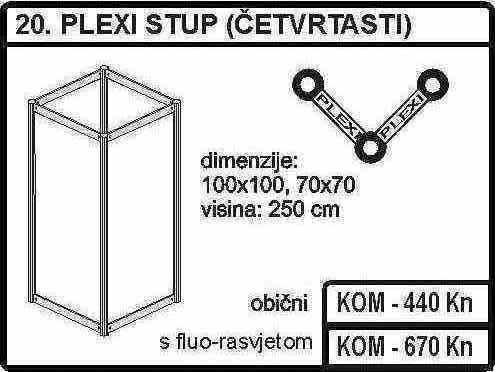 20. PLEXI STUP (ČETVRTASTI)
PLEXI PLEXI
dimenzije:
100x100, 70x70
visina: 250 cm
obični KOM - 440 Kn
s fluo-rasvjetom KOM - 670 Kn